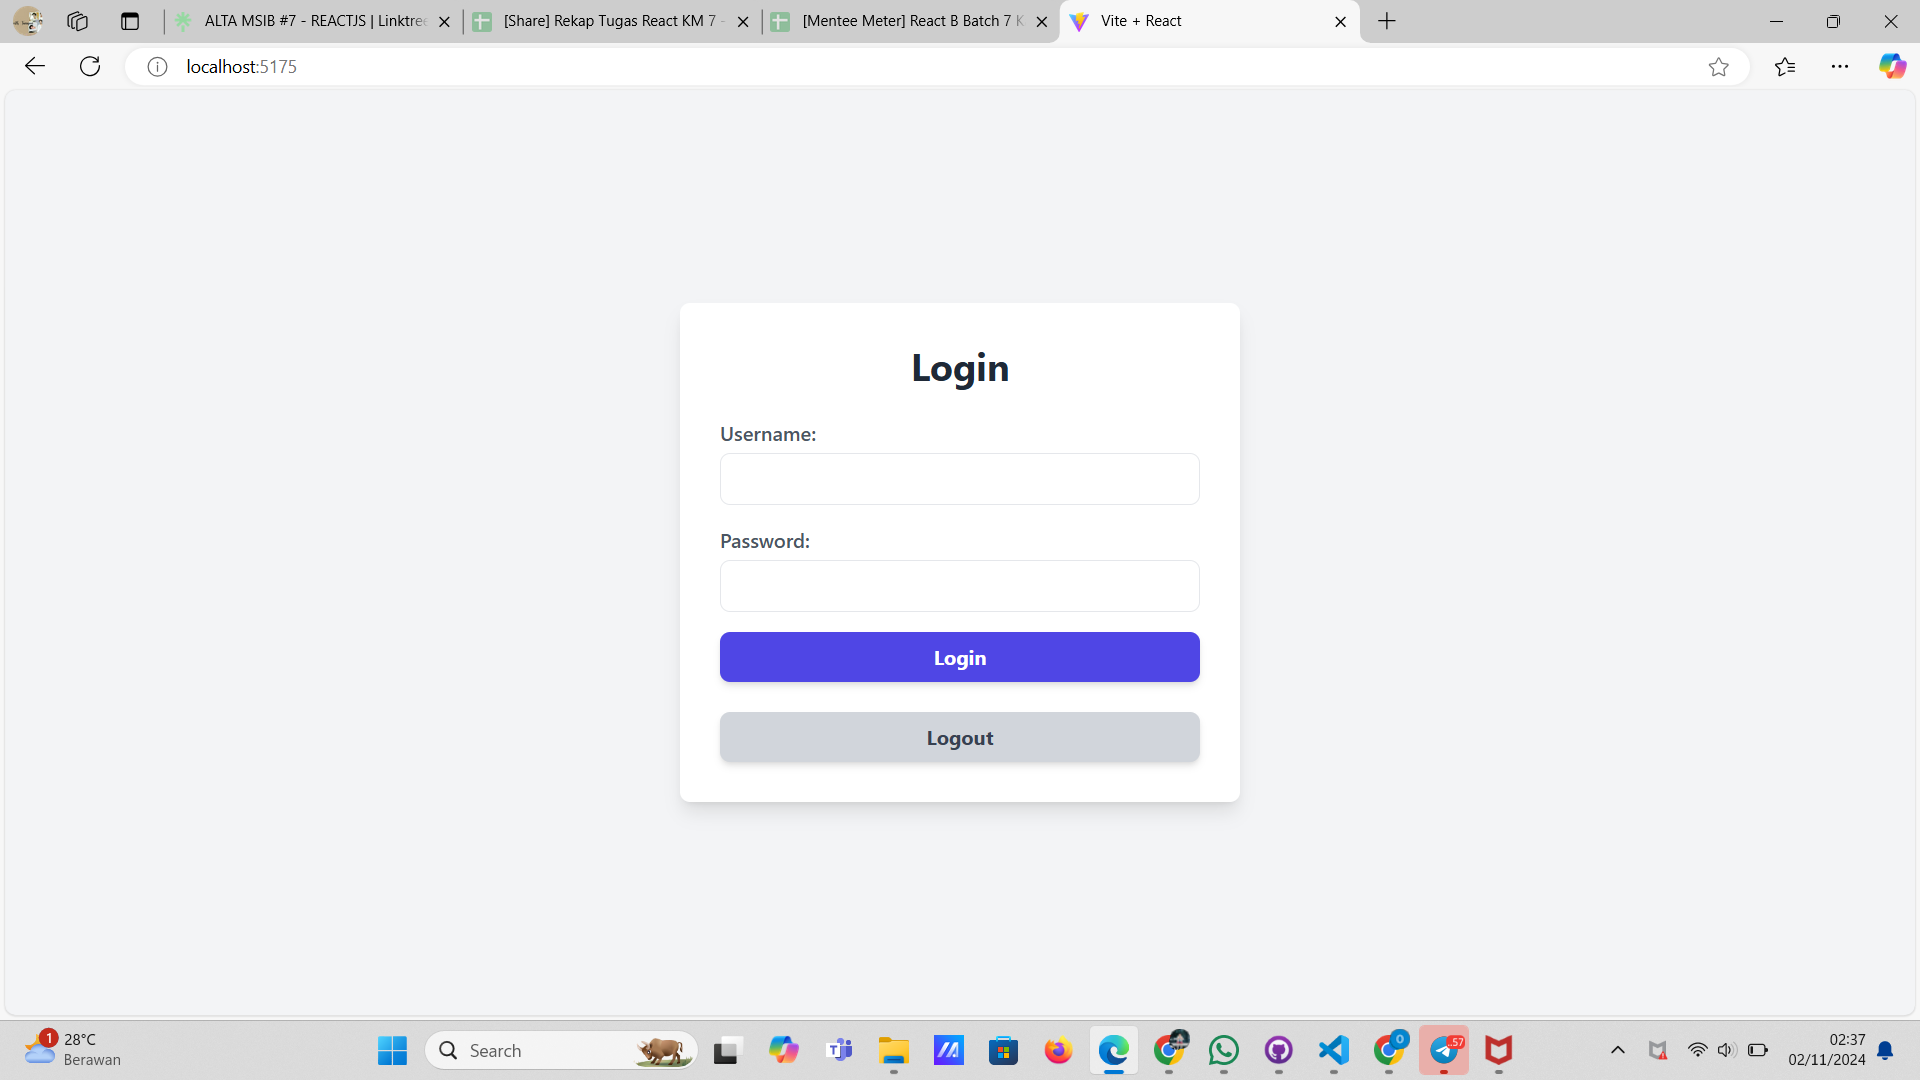 ALTA MSIB #7 - REACTJS | Linktree
[Share] Rekap Tugas React KM 7 -
[Mentee Meter] React B Batch 7 K
Vite + React
localhost:5175
Login
Username:
Password:
Login
Logout
1
28°C
Berawan
Search
0
..57
02:37
02/11/2024